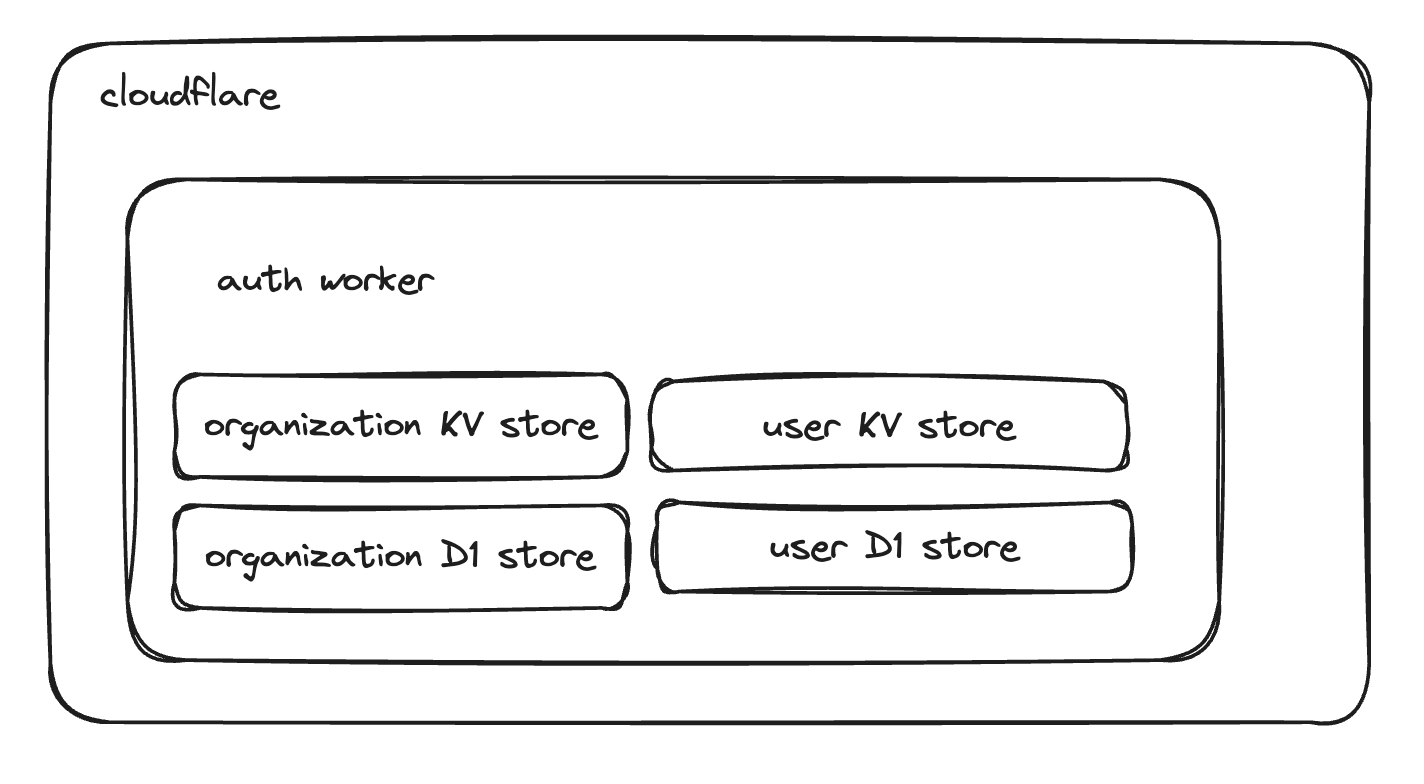 cloudflare
auth worker
organization KV store
user KV store
organization D1 store
user D1 store